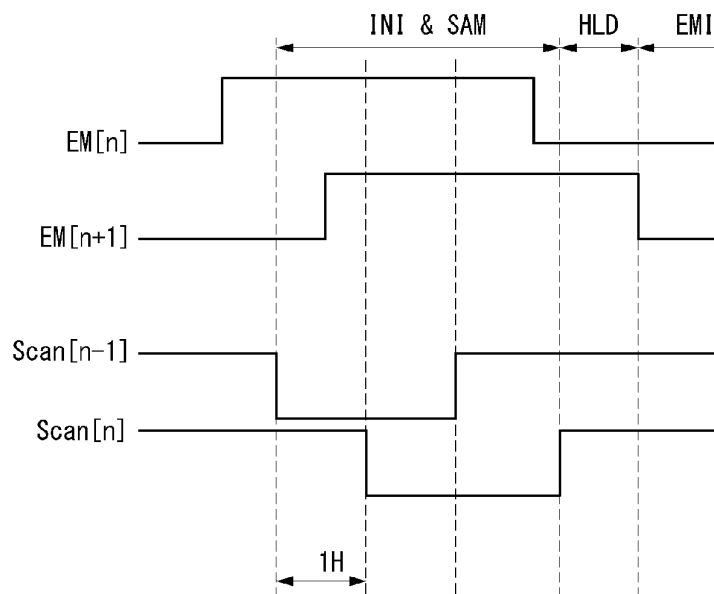 INI & SAM HLD EMI
EM[n]
EM[n+1]
Scan[n-1]
Scan[n]
1H